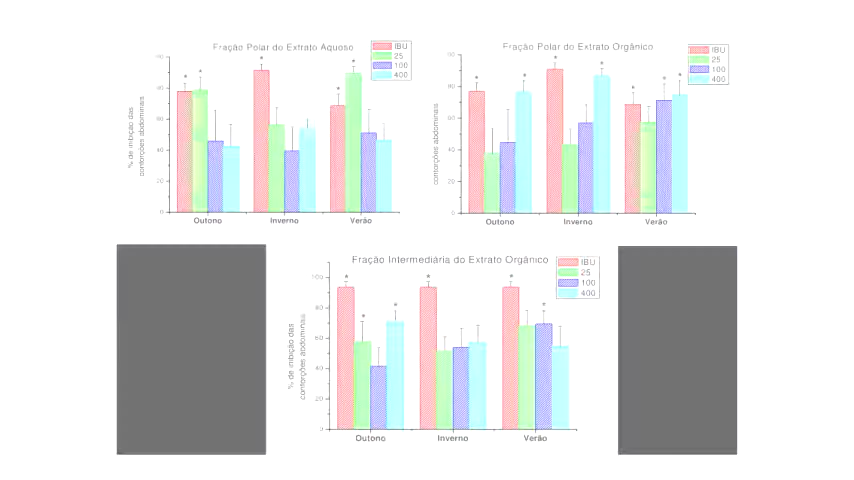 Fração Polar do Extrato Aquoso
IBU
25
100
400
100
80
60
40
20
0
% de inibição das
contorções abdominais
* * * * *
Outono Inverno Verão
Fração Polar do Extrato Orgânico
IBU
25
100
400
100
80
60
40
20
0
contorções abdominais
* * * * * * *
Outono Inverno Verão
Fração Intermediária do Extrato Orgânico
IBU
25
100
400
100
80
60
40
20
0
% de inibição das
contorções abdominais
* * * * * *
Outono Inverno Verão